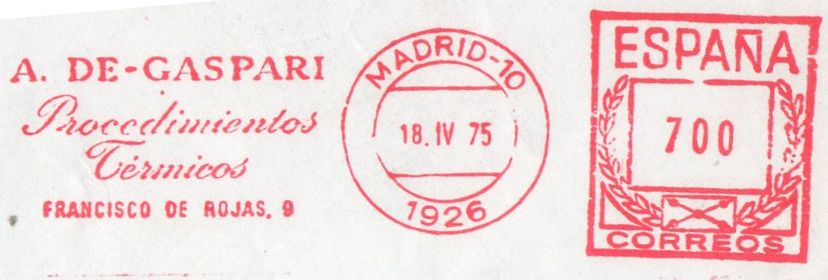 A. DE-GASPARI
Procedimientos
Térmicos
FRANCISCO DE ROJAS, 9
MADRID-10
18. IV 75
1926
ESPAÑA
700
CORREOS